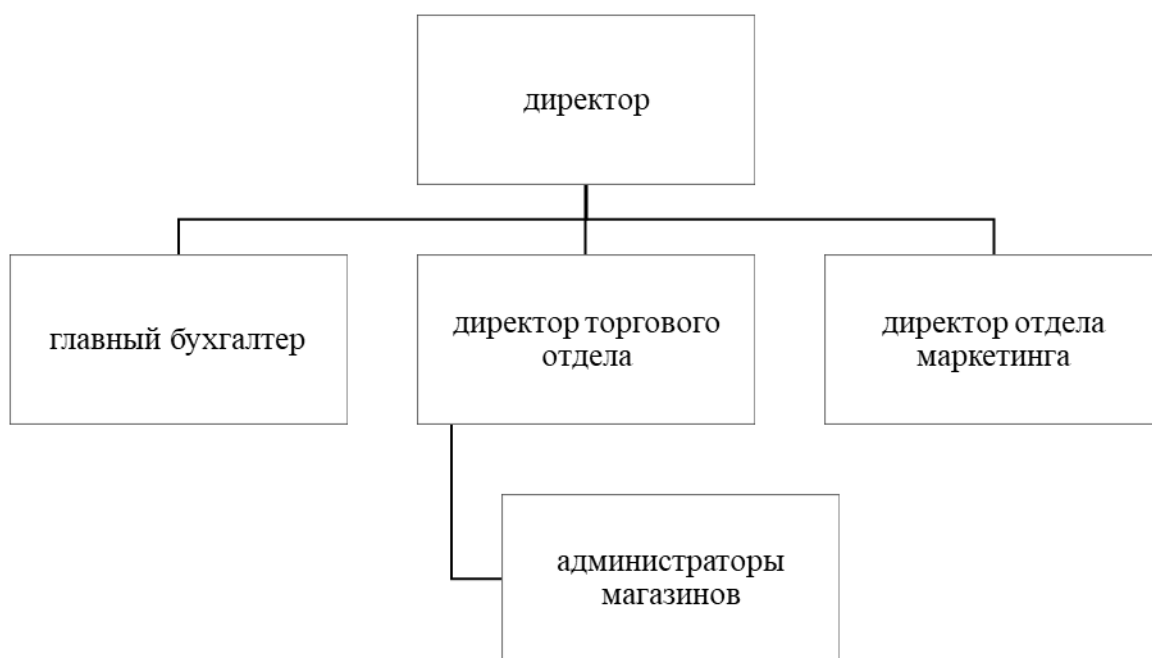 директор
главный бухгалтер
директор торгового
отдела
директор отдела
маркетинга
администраторы
магазинов